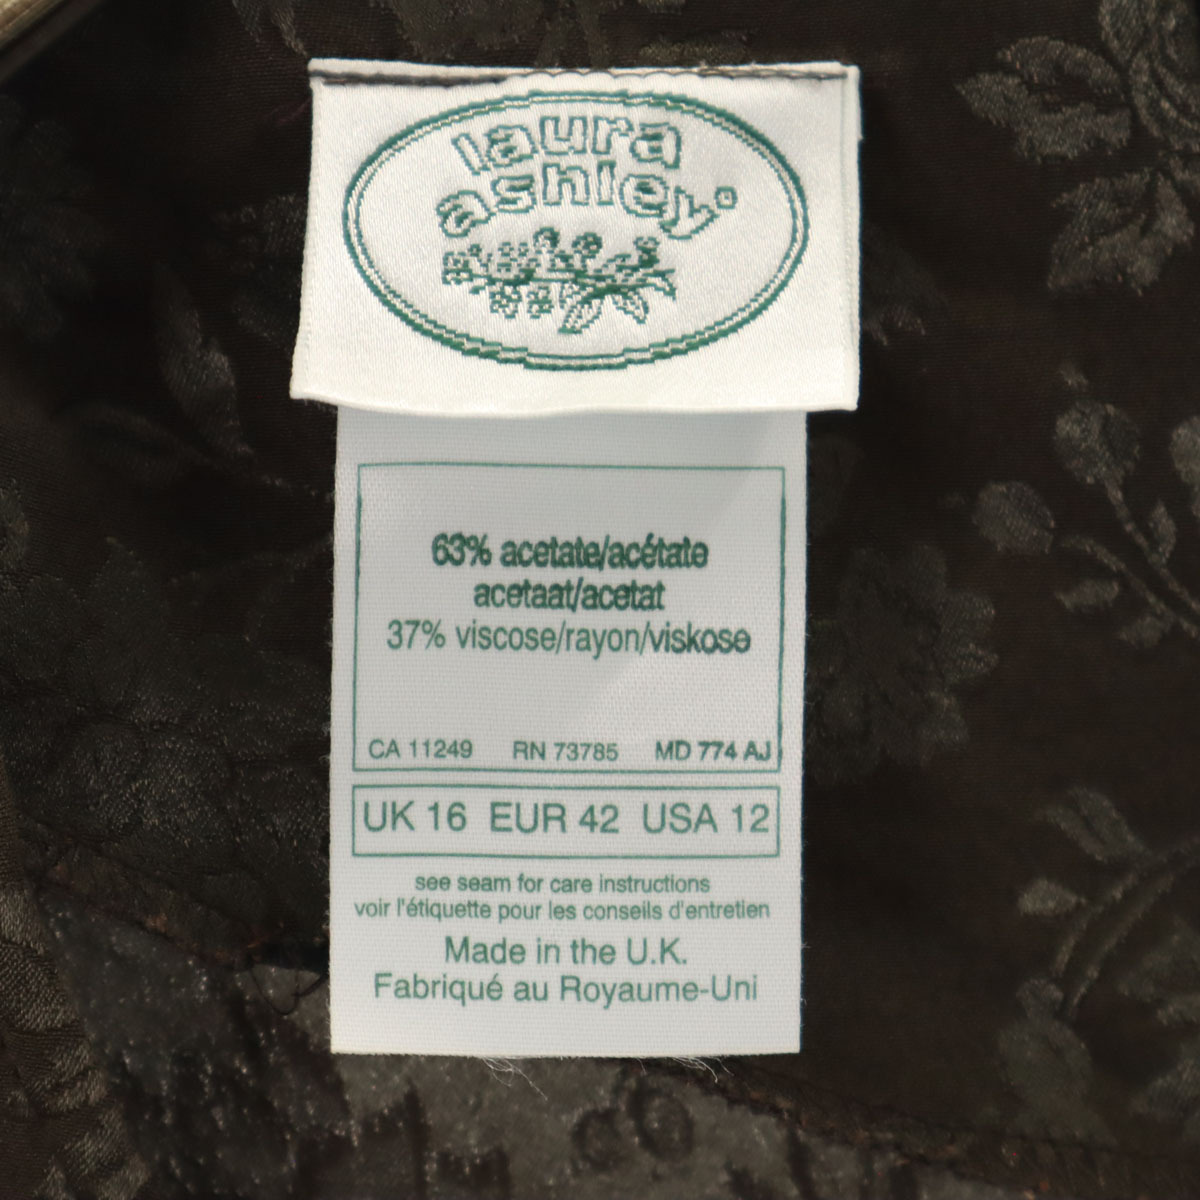 laura
ashley®
63% acetate/acétate
acetaat/acetat
37% viscose/rayon/viskose
CA 11249 RN 73785 MD 774 AJ
UK 16 EUR 42 USA 12
see seam for care instructions
voir l'étiquette pour les conseils d'entretien
Made in the U.K.
Fabriqué au Royaume-Uni